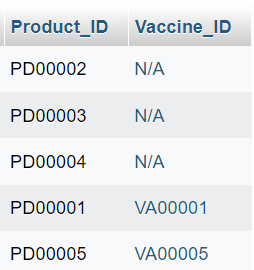 Product_ID Vaccine_ID
PD00002 N/A
PD00003 N/A
PD00004 N/A
PD00001 VA00001
PD00005 VA00005